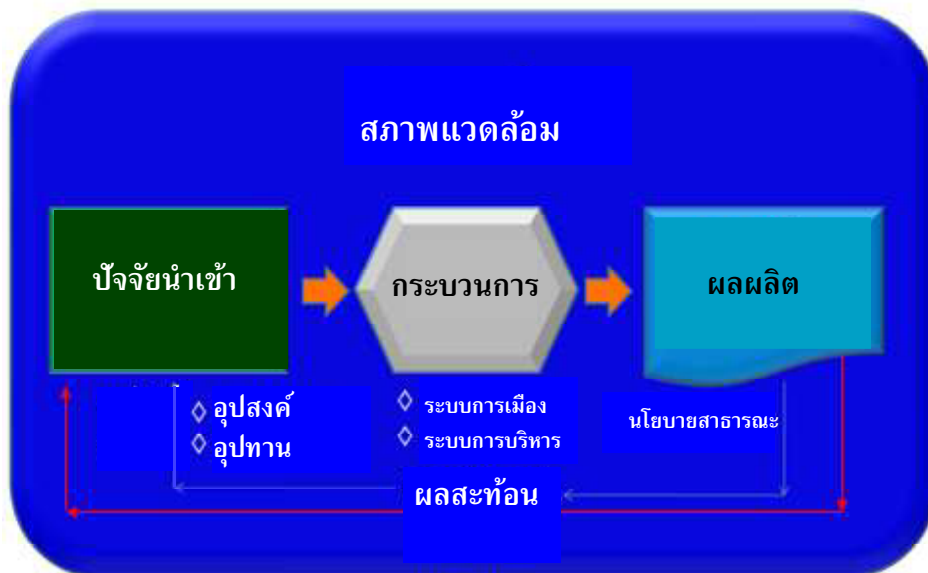 สภาพแวดล้อม
ปัจจัยนำเข้า
กระบวนการ
ผลผลิต
อุปสงค์
อุปทาน
ระบบการเมือง
ระบบการบริหาร
นโยบายสาธารณะ
ผลสะท้อน